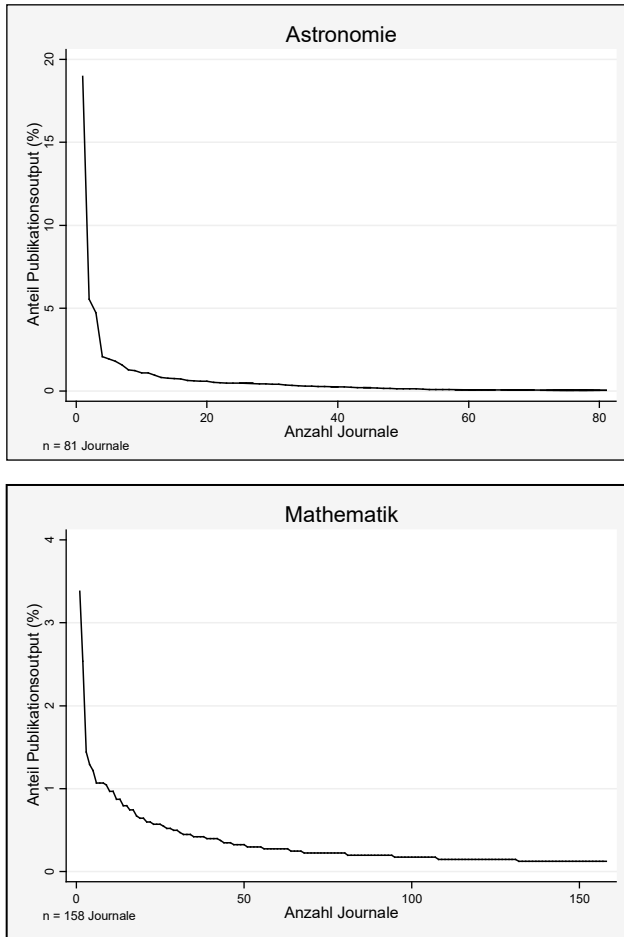 Astronomie
Anteil Publikationsoutput (%)
20
15
10
5
0
0 20 40 60 80
Anzahl Journale
n = 81 Journale
Mathematik
Anteil Publikationsoutput (%)
4
3
2
1
0
0 50 100 150
Anzahl Journale
n = 158 Journale